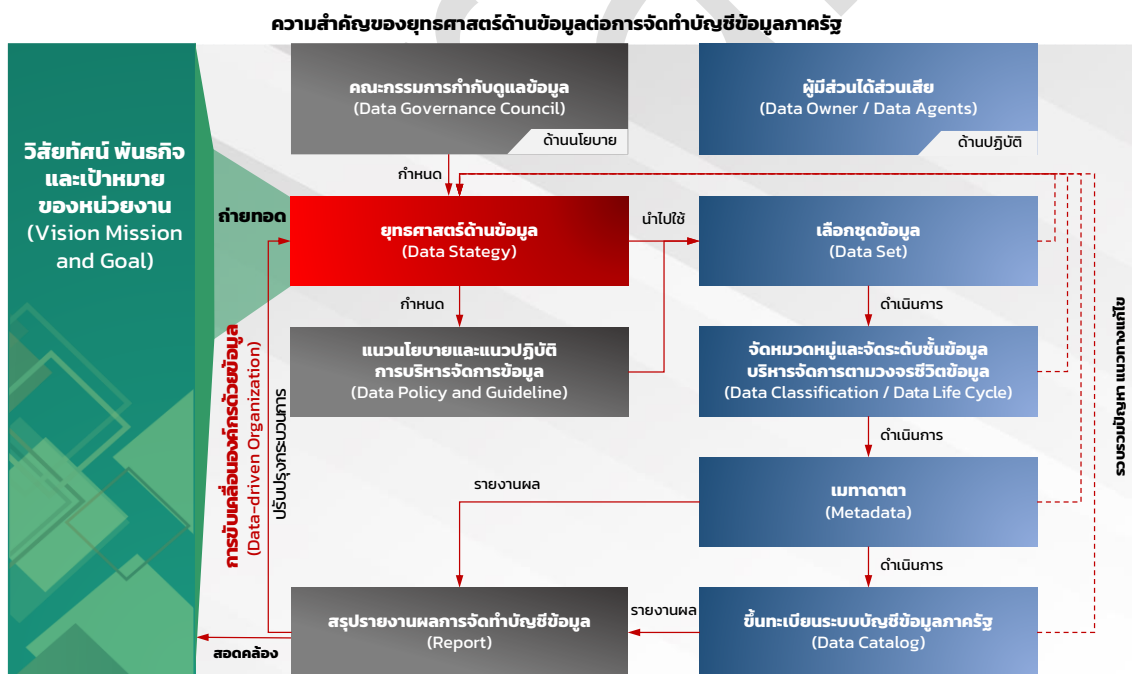 ความสำคัญของยุทธศาสตร์ด้านข้อมูลต่อการจัดทำบัญชีข้อมูลภาครัฐ
วิสัยทัศน์ พันธกิจ
และเป้าหมาย
ของหน่วยงาน
(Vision Mission
and Goal)
คณะกรรมการกำกับดูแลข้อมูล
(Data Governance Council)
ด้านนโยบาย
ผู้มีส่วนได้ส่วนเสีย
(Data Owner / Data Agents)
ด้านปฏิบัติ
กำหนด
ถ่ายทอด
ยุทธศาสตร์ด้านข้อมูล
(Data Stategy)
นำไปใช้
เลือกชุดข้อมูล
(Data Set)
กำหนด
ดำเนินการ
แนวนโยบายและแนวปฏิบัติ
การบริหารจัดการข้อมูล
(Data Policy and Guideline)
จัดหมวดหมู่และจัดระดับชั้นข้อมูล
บริหารจัดการตามวงจรชีวิตข้อมูล
(Data Classification / Data Life Cycle)
การขับเคลื่อนองค์กรด้วยข้อมูล
(Data-driven Organization)
ปรับปรุงกระบวนการ
ดำเนินการ
รายงานผล
เมทาดาตา
(Metadata)
ดำเนินการ
สรุปรายงานผลการจัดทำบัญชีข้อมูล
(Report)
รายงานผล
ขึ้นทะเบียนระบบบัญชีข้อมูลภาครัฐ
(Data Catalog)
สอดคล้อง